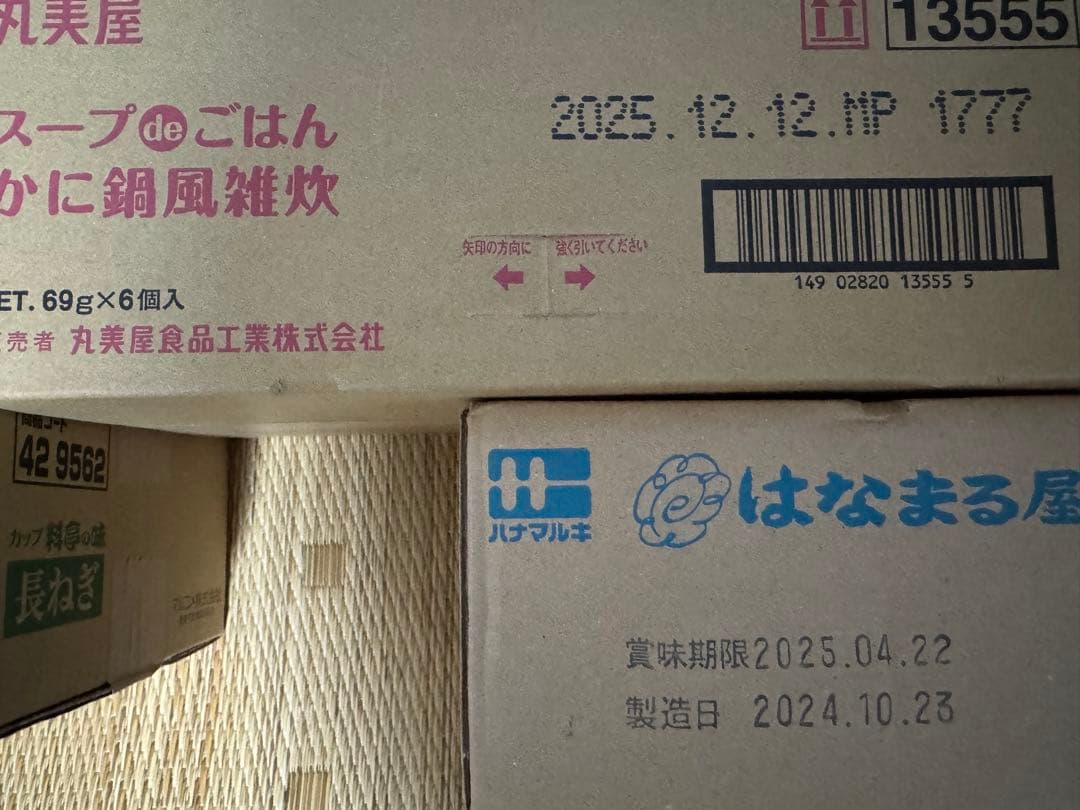 丸美屋
13555
スープdeごはん
かに鍋風雑炊
2025.12.12.MP 1777
矢印の方向に 強く引いてください
149 02820 13555 5
ET. 69g×6個入
売者 丸美屋食品工業株式会社
商品コード
42 9562
カップ 料亭の味
長ねぎ
ハナマルキ
はなまる屋
賞味期限2025.04.22
製造日 2024.10.23